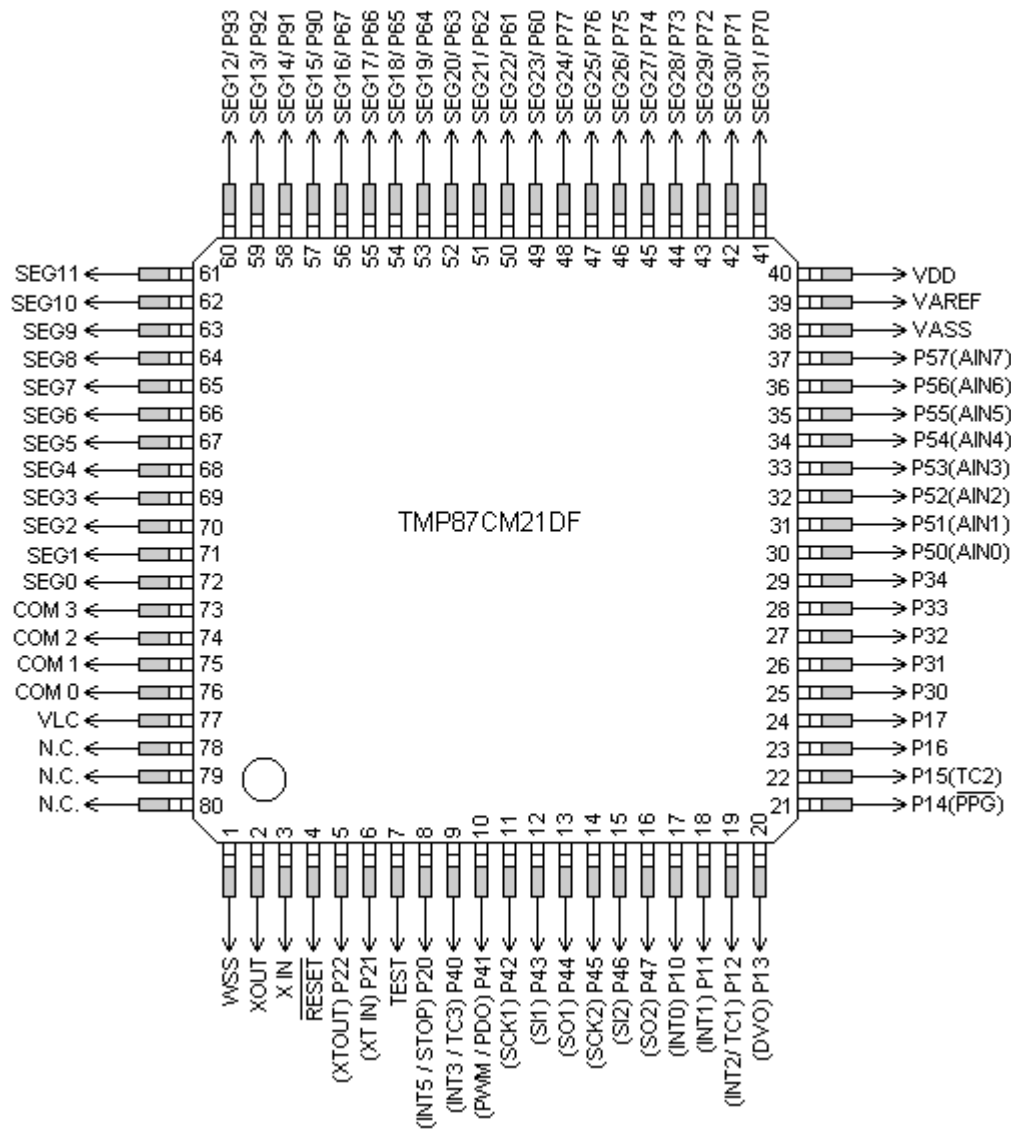 SEG12/ P93
SEG13/ P92
SEG14/ P91
SEG15/ P90
SEG16/ P67
SEG17/ P66
SEG18/ P65
SEG19/ P64
SEG20/ P63
SEG21/ P62
SEG22/ P61
SEG23/ P60
SEG24/ P77
SEG25/ P76
SEG26/ P75
SEG27/ P74
SEG28/ P73
SEG29/ P72
SEG30/ P71
SEG31/ P70
60
59
58
57
56
55
54
53
52
51
50
49
48
47
46
45
44
43
42
41
SEG11 61
SEG10 62
SEG9 63
SEG8 64
SEG7 65
SEG6 66
SEG5 67
SEG4 68
SEG3 69
SEG2 70
SEG1 71
SEG0 72
COM 3 73
COM 2 74
COM 1 75
COM 0 76
VLC 77
N.C. 78
N.C. 79
N.C. 80
TMP87CM21DF
40 VDD
39 VAREF
38 VASS
37 P57(AIN7)
36 P56(AIN6)
35 P55(AIN5)
34 P54(AIN4)
33 P53(AIN3)
32 P52(AIN2)
31 P51(AIN1)
30 P50(AIN0)
29 P34
28 P33
27 P32
26 P31
25 P30
24 P17
23 P16
22 P15(TC2)
21 P14(PPG)
1
2
3
4
5
6
7
8
9
10
11
12
13
14
15
16
17
18
19
20
VVSS
XOUT
X IN
RESET
(XTOUT) P22
(XT IN) P21
TEST
(INT5 / STOP) P20
(INT3 / TC3) P40
(PWM / PDO) P41
(SCK1) P42
(SI1) P43
(SO1) P44
(SCK2) P45
(SI2) P46
(SO2) P47
(INT0) P10
(INT1) P11
(INT2/ TC1) P12
(DVO) P13